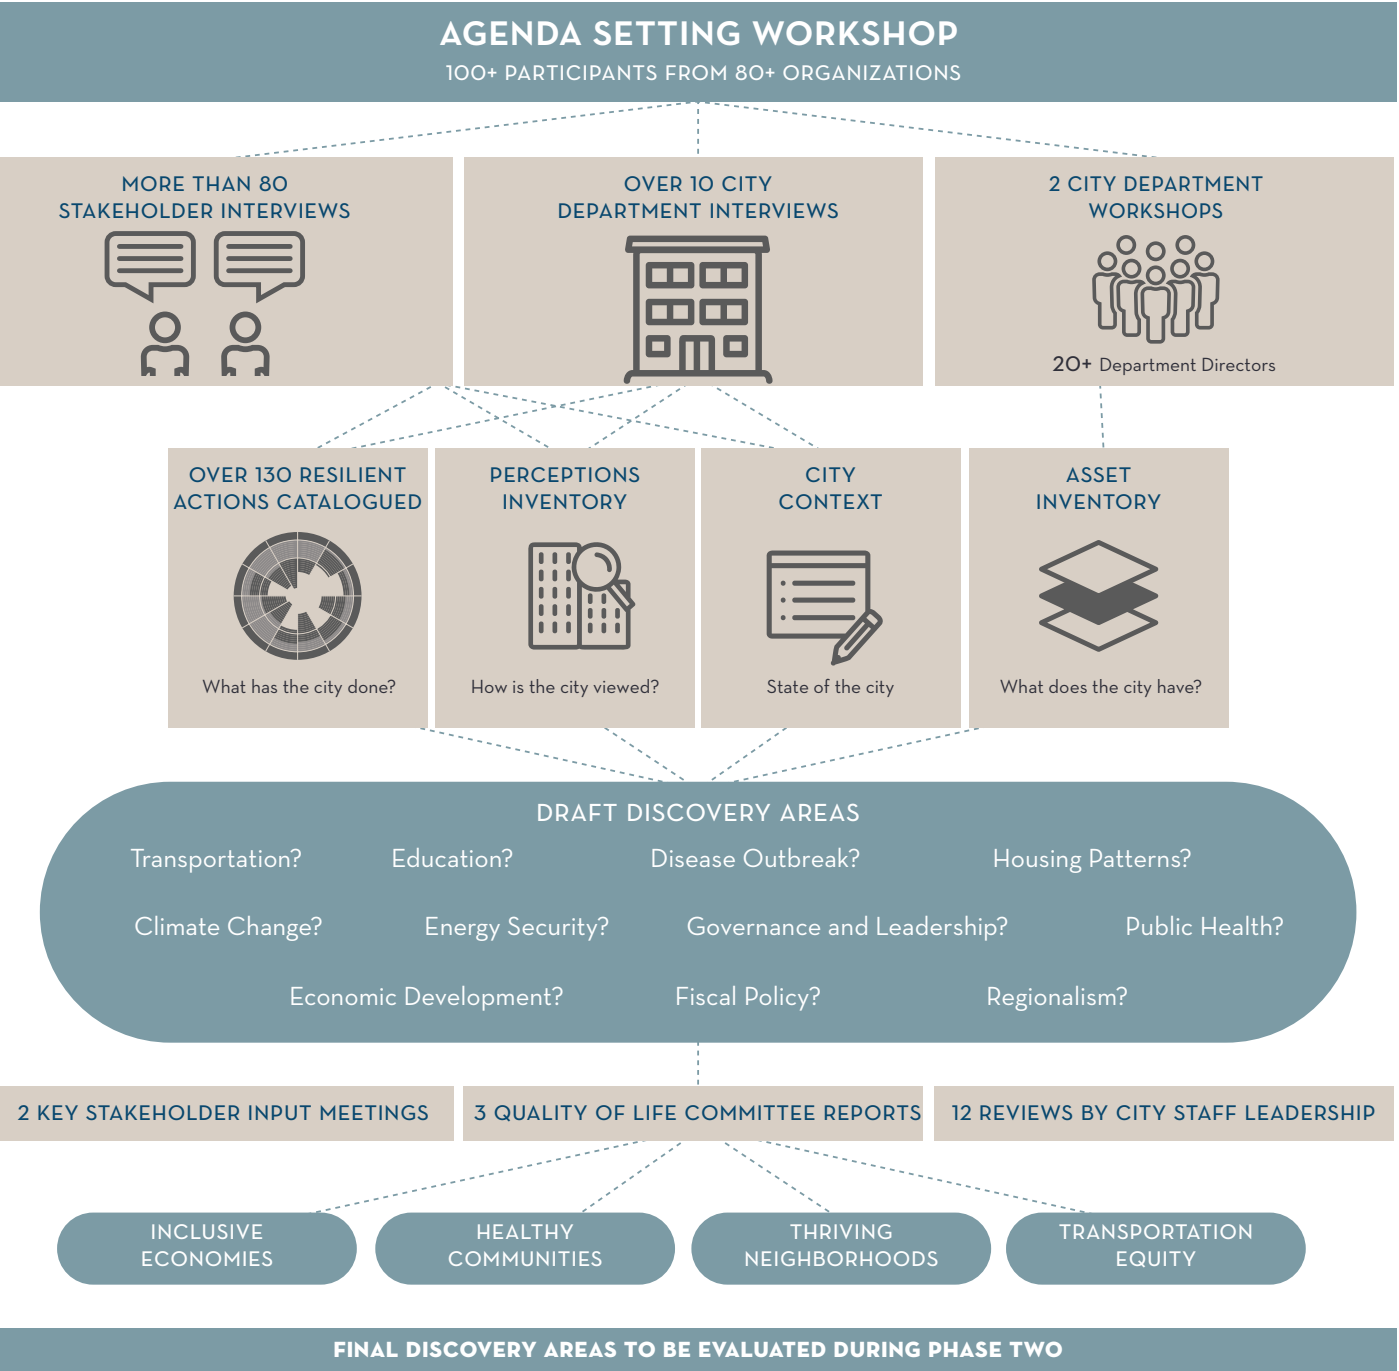 AGENDA SETTING WORKSHOP
100+ PARTICIPANTS FROM 80+ ORGANIZATIONS
MORE THAN 80
STAKEHOLDER INTERVIEWS
OVER 10 CITY
DEPARTMENT INTERVIEWS
2 CITY DEPARTMENT
WORKSHOPS
20+ Department Directors
OVER 130 RESILIENT
ACTIONS CATALOGUED
What has the city done?
PERCEPTIONS
INVENTORY
How is the city viewed?
CITY
CONTEXT
State of the city
ASSET
INVENTORY
What does the city have?
DRAFT DISCOVERY AREAS
Transportation?
Education?
Disease Outbreak?
Housing Patterns?
Climate Change?
Energy Security?
Governance and Leadership?
Public Health?
Economic Development?
Fiscal Policy?
Regionalism?
2 KEY STAKEHOLDER INPUT MEETINGS
3 QUALITY OF LIFE COMMITTEE REPORTS
12 REVIEWS BY CITY STAFF LEADERSHIP
INCLUSIVE
ECONOMIES
HEALTHY
COMMUNITIES
THRIVING
NEIGHBORHOODS
TRANSPORTATION
EQUITY
FINAL DISCOVERY AREAS TO BE EVALUATED DURING PHASE TWO